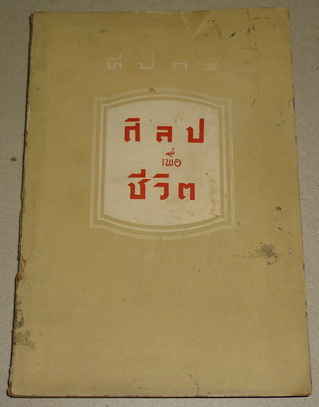 ทีปกร
ศิลป
เพื่อ
ชีวิต